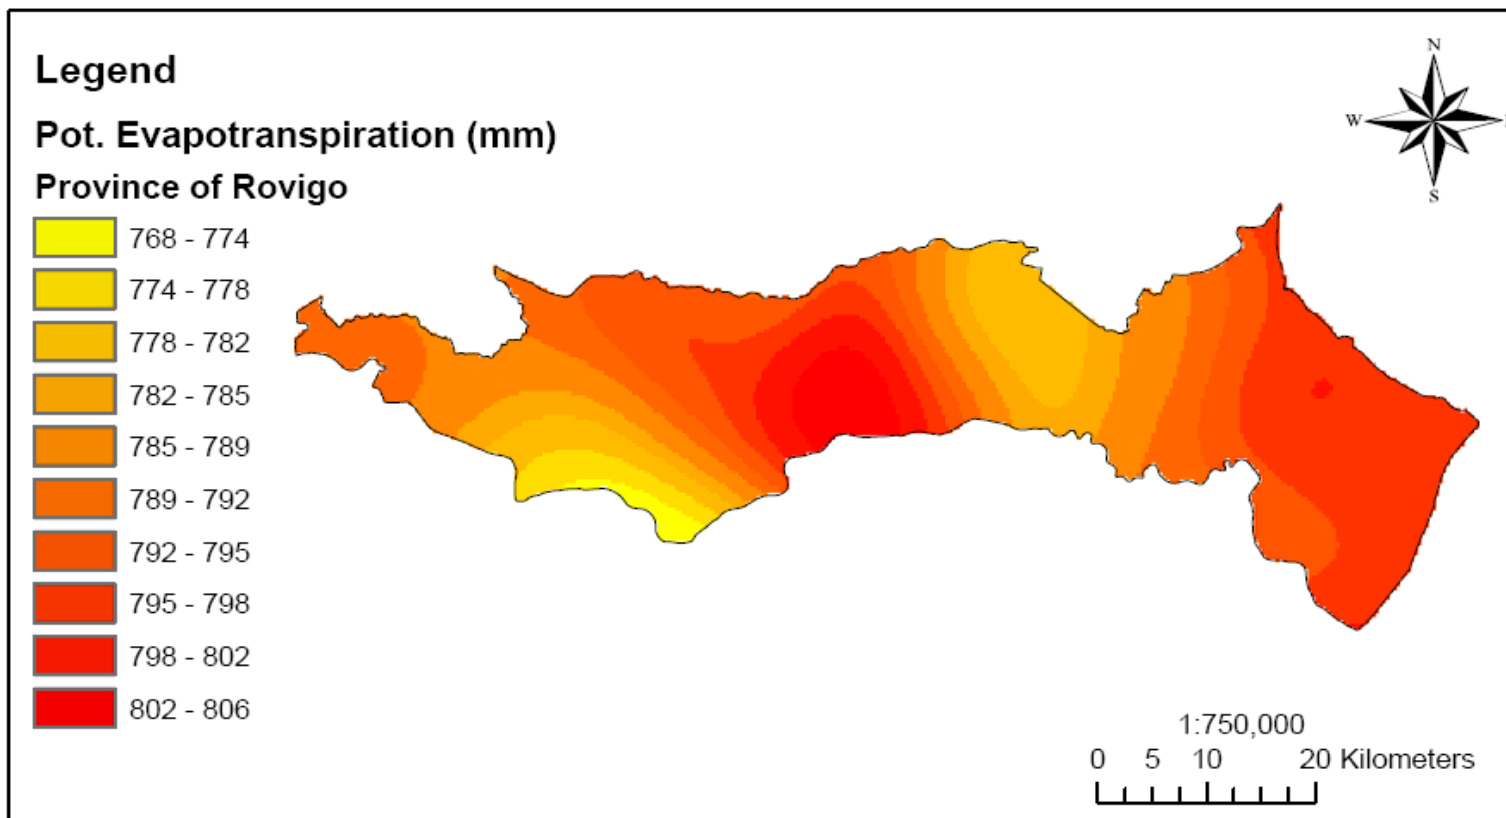 Legend
Pot. Evapotranspiration (mm)
Province of Rovigo
768 - 774
774 - 778
778 - 782
782 - 785
785 - 789
789 - 792
792 - 795
795 - 798
798 - 802
802 - 806
N
W
S
1:750,000
0 5 10 20 Kilometers